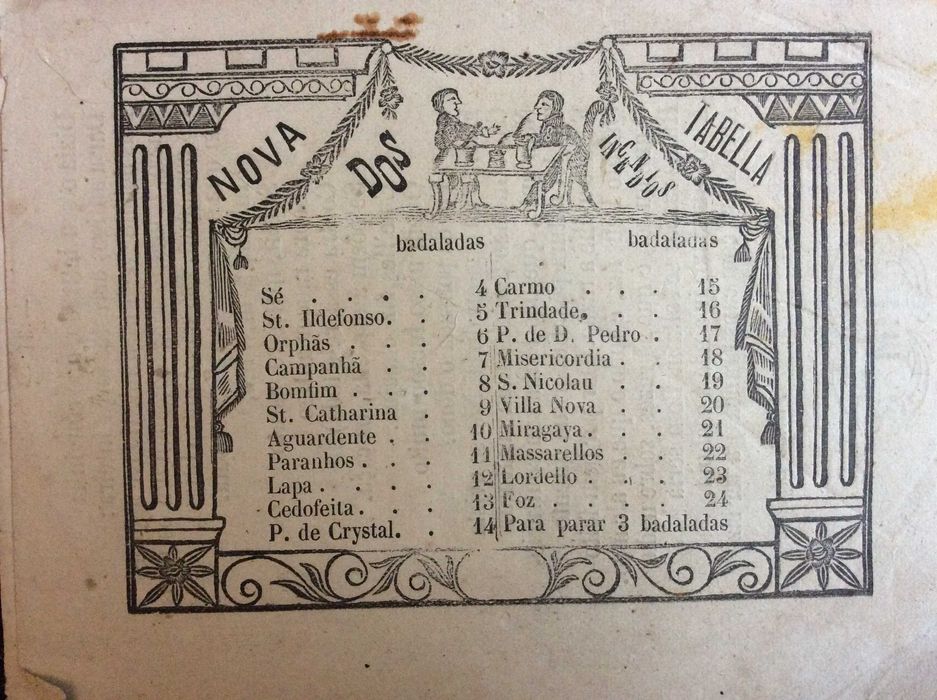 NOVA TABELLA
DOS INCENDIOS
badaladas
Sé . . . . 4
St. Ildefonso. . 5
Orphãs . . . 6
Campanhã . . 7
Bomfim . . . 8
St. Catharina . 9
Aguardente . . 10
Paranhos . . . 11
Lapa . . . . 12
Cedofeita . . . 13
P. de Crystal. . 14
badaladas
Carmo . . . 15
Trindade. . . 16
P. de D. Pedro . 17
Misericordia . . 18
S. Nicolau . . 19
Villa Nova . . 20
Miragaya . . . 21
Massarellos . . 22
Lordello . . . 23
Foz . . . . 24
Para parar 3 badaladas